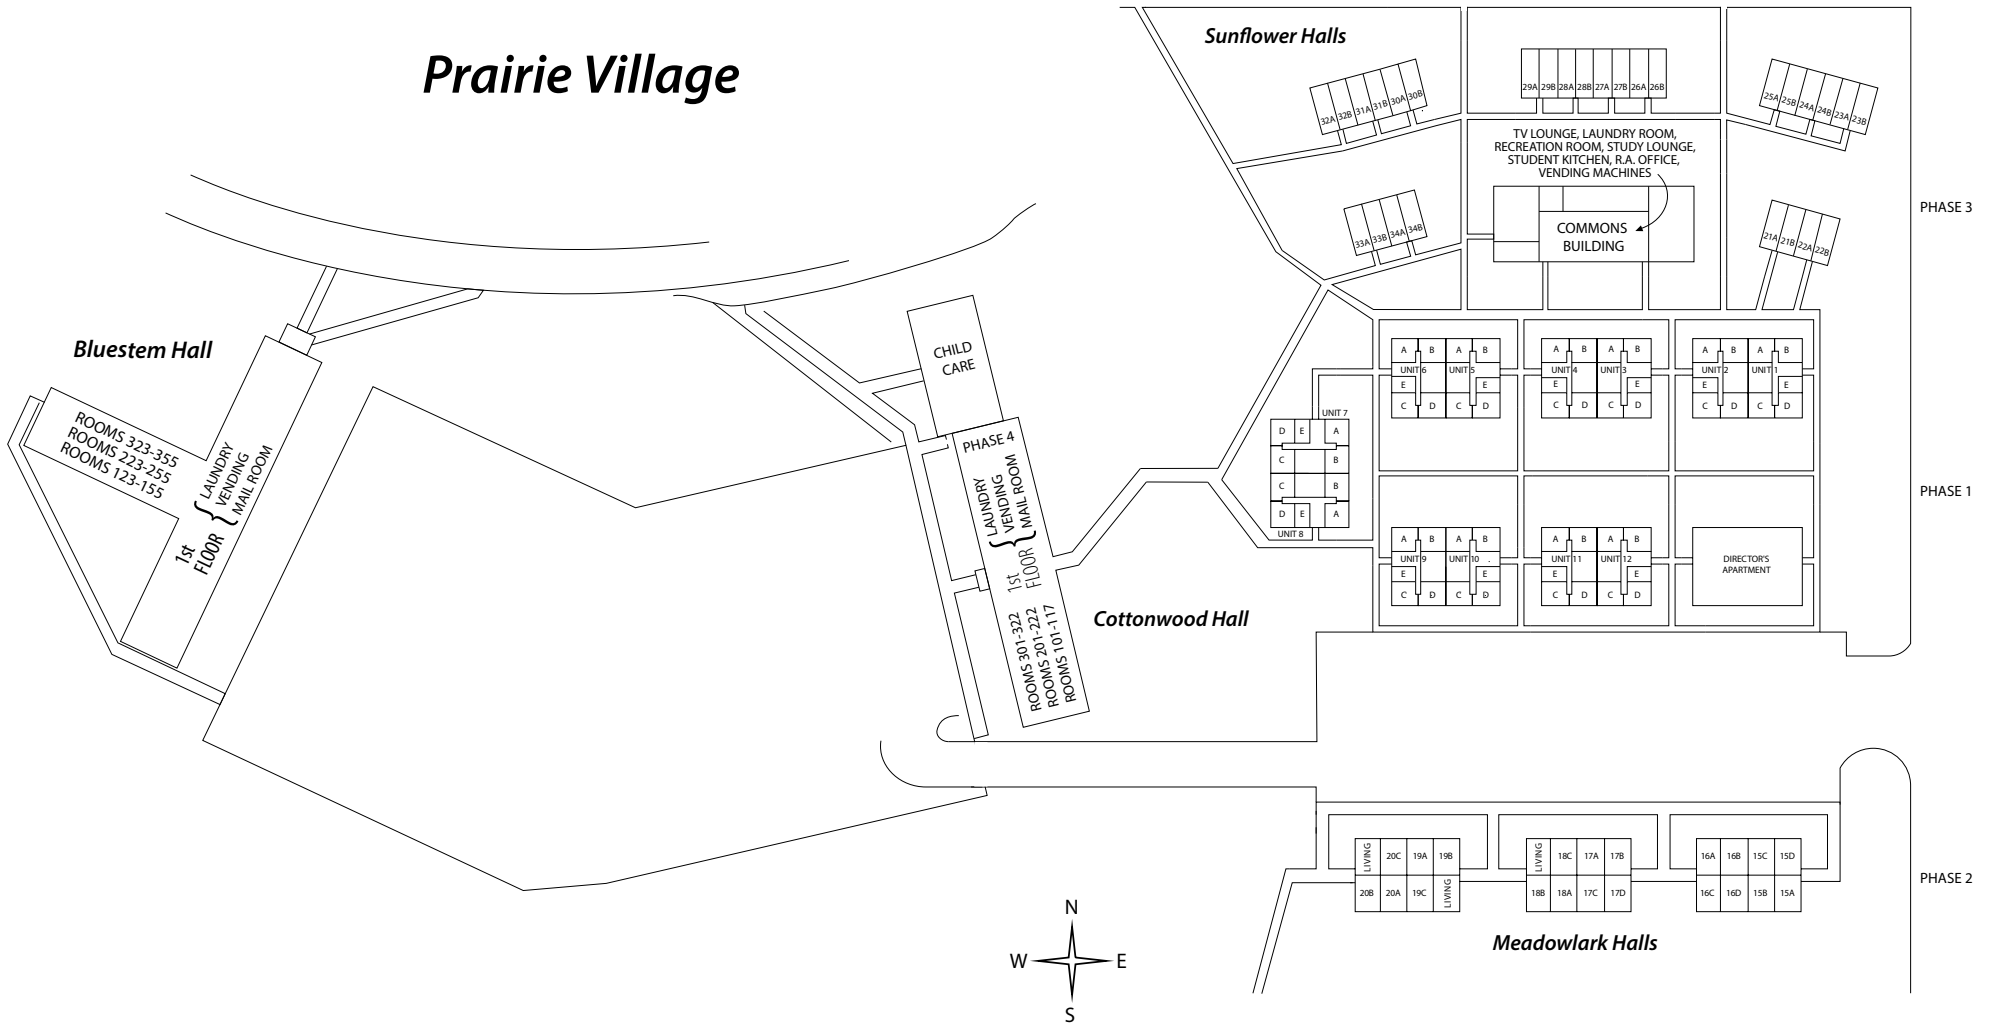 Prairie Village
Sunflower Halls
32A 32B 31A 31B 30A 30B
29A 29B 28A 28B 27A 27B 26A 26B
25A 25B 24A 24B 23A 23B
TV LOUNGE, LAUNDRY ROOM,
RECREATION ROOM, STUDY LOUNGE,
STUDENT KITCHEN, R.A. OFFICE,
VENDING MACHINES
COMMONS
BUILDING
33A 33B 34A 34B
21A 21B 22A 22B
PHASE 3
Bluestem Hall
ROOMS 323-355
ROOMS 223-255
ROOMS 123-155
1st
FLOOR
{
LAUNDRY
VENDING
MAIL ROOM
CHILD
CARE
PHASE 4
LAUNDRY
VENDING
MAIL ROOM
{
1st
FLOOR
ROOMS 301-322
ROOMS 201-222
ROOMS 101-117
Cottonwood Hall
A B A B
UNIT 6 UNIT 5
E E
C D C D
A B A B
UNIT 4 UNIT 3
E E
C D C D
A B A B
UNIT 2 UNIT 1
E E
C D C D
UNIT 7
D E A
C B
C B
D E A
UNIT 8
PHASE 1
A B A B
UNIT 9 UNIT 10 .
E E
C D C D
A B A B
UNIT 11 UNIT 12
E E
C D C D
DIRECTOR'S
APARTMENT
LIVING 20C 19A 19B
20B 20A 19C LIVING
LIVING 18C 17A 17B
18B 18A 17C 17D
16A 16B 15C 15D
16C 16D 15B 15A
PHASE 2
Meadowlark Halls
N
W E
S